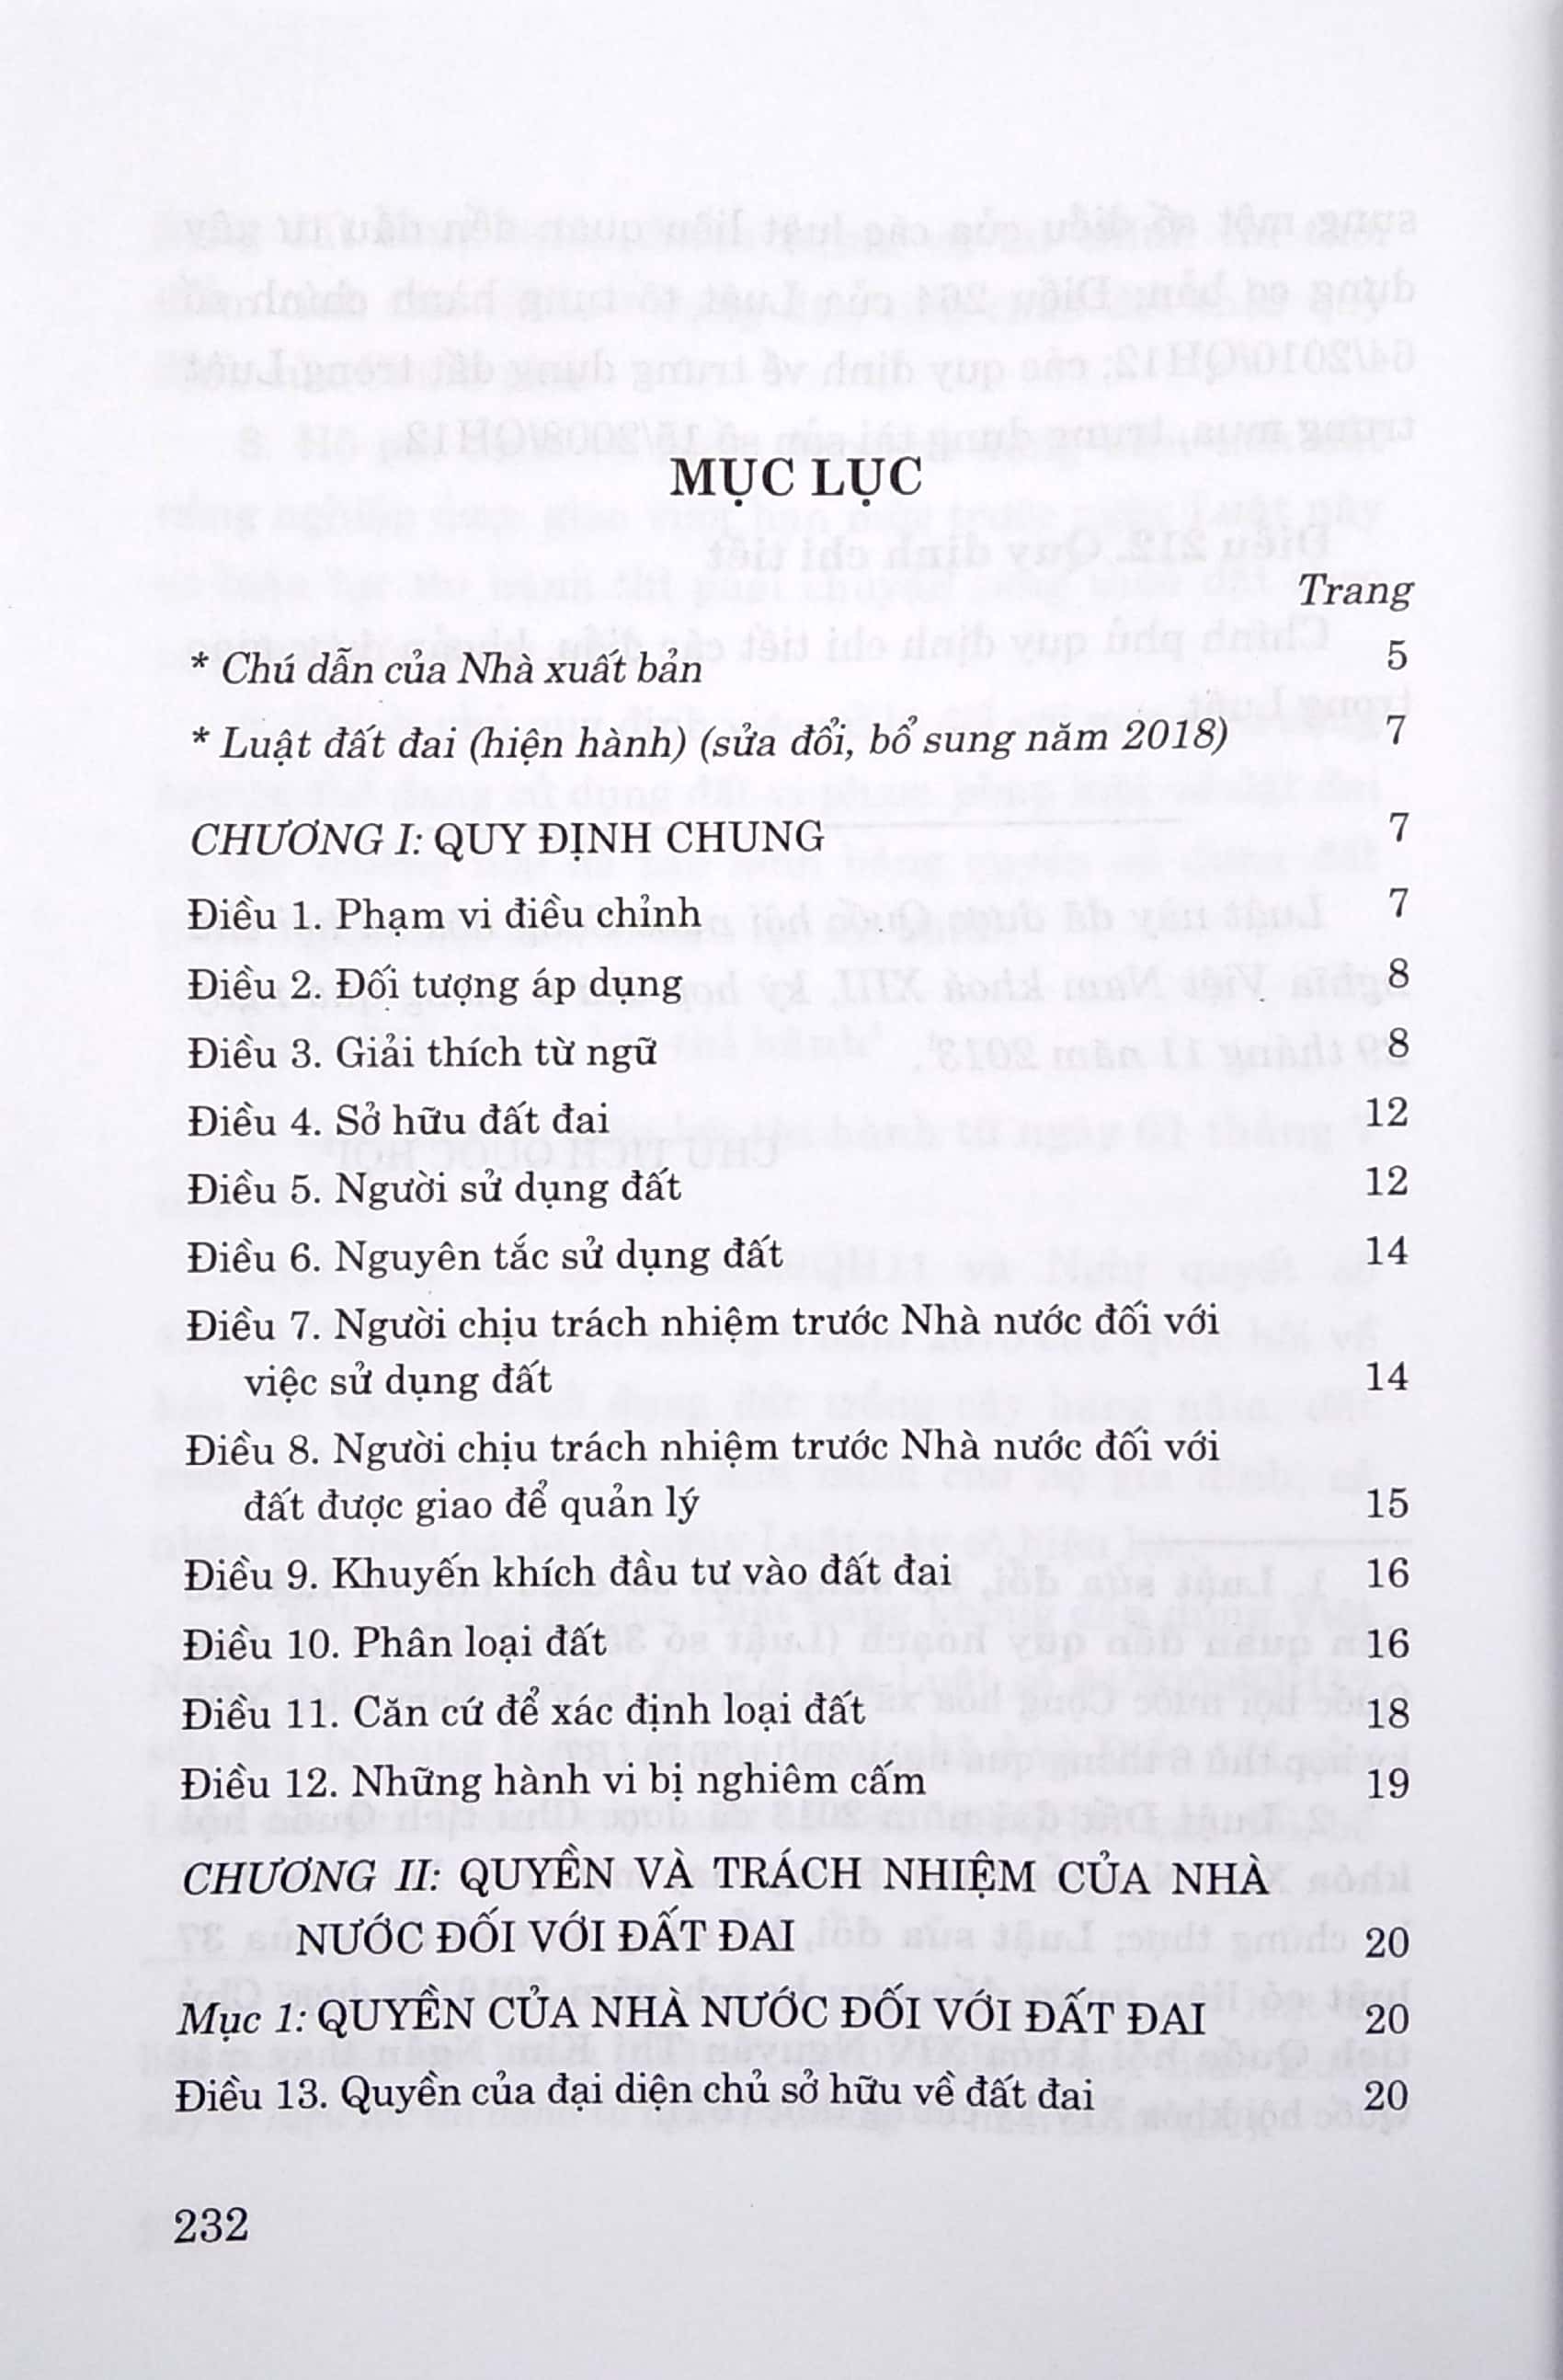 MỤC LỤC
Trang
* Chú dẫn của Nhà xuất bản 5
* Luật đất đai (hiện hành) (sửa đổi, bổ sung năm 2018) 7
CHƯƠNG I: QUY ĐỊNH CHUNG 7
Điều 1. Phạm vi điều chỉnh 7
Điều 2. Đối tượng áp dụng 8
Điều 3. Giải thích từ ngữ 8
Điều 4. Sở hữu đất đai 12
Điều 5. Người sử dụng đất 12
Điều 6. Nguyên tắc sử dụng đất 14
Điều 7. Người chịu trách nhiệm trước Nhà nước đối với
việc sử dụng đất 14
Điều 8. Người chịu trách nhiệm trước Nhà nước đối với
đất được giao để quản lý 15
Điều 9. Khuyến khích đầu tư vào đất đai 16
Điều 10. Phân loại đất 16
Điều 11. Căn cứ để xác định loại đất 18
Điều 12. Những hành vi bị nghiêm cấm 19
CHƯƠNG II: QUYỀN VÀ TRÁCH NHIỆM CỦA NHÀ
NƯỚC ĐỐI VỚI ĐẤT ĐAI 20
Mục 1: QUYỀN CỦA NHÀ NƯỚC ĐỐI VỚI ĐẤT ĐAI 20
Điều 13. Quyền của đại diện chủ sở hữu về đất đai 20
232